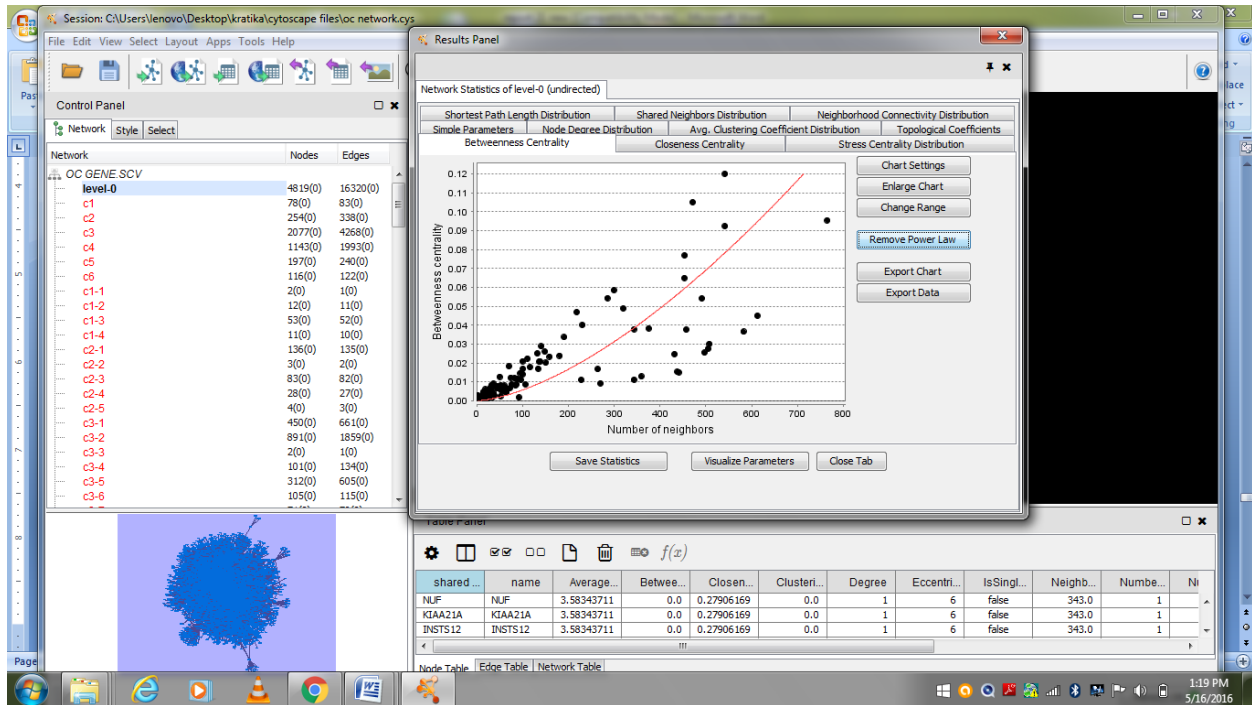 Session: C:\Users\lenovo\Desktop\kratika\cytoscape files\oc network.cys
File Edit View Select Layout Apps Tools Help
Control Panel
Network Style Select
Network Nodes Edges
OC GENE.SCV
level-0 4819(0) 16320(0)
c1 78(0) 83(0)
c2 254(0) 338(0)
c3 2077(0) 4268(0)
c4 1143(0) 1993(0)
c5 197(0) 240(0)
c6 116(0) 122(0)
c1-1 2(0) 1(0)
c1-2 12(0) 11(0)
c1-3 53(0) 52(0)
c1-4 11(0) 10(0)
c2-1 136(0) 135(0)
c2-2 3(0) 2(0)
c2-3 83(0) 82(0)
c2-4 28(0) 27(0)
c2-5 4(0) 3(0)
c3-1 450(0) 661(0)
c3-2 891(0) 1859(0)
c3-3 2(0) 1(0)
c3-4 101(0) 134(0)
c3-5 312(0) 605(0)
c3-6 105(0) 115(0)
Results Panel
Network Statistics of level-0 (undirected)
Shortest Path Length Distribution Shared Neighbors Distribution Neighborhood Connectivity Distribution
Simple Parameters Node Degree Distribution Avg. Clustering Coefficient Distribution Topological Coefficients
Betweenness Centrality Closeness Centrality Stress Centrality Distribution
Chart Settings
Enlarge Chart
Change Range
Remove Power Law
Export Chart
Export Data
Betweenness centrality
0.12
0.11
0.10
0.09
0.08
0.07
0.06
0.05
0.04
0.03
0.02
0.01
0.00
0 100 200 300 400 500 600 700 800
Number of neighbors
Save Statistics Visualize Parameters Close Tab
Table Panel
f(x)
shared ... name Average... Betwee... Closen... Clusteri... Degree Eccentri... IsSingl... Neighb... Numbe...
NUF NUF 3.58343711 0.0 0.27906169 0.0 1 6 false 343.0 1
KIAA21A KIAA21A 3.58343711 0.0 0.27906169 0.0 1 6 false 343.0 1
INSTS12 INSTS12 3.58343711 0.0 0.27906169 0.0 1 6 false 343.0 1
Node Table Edge Table Network Table
Page
1:19 PM
5/16/2016